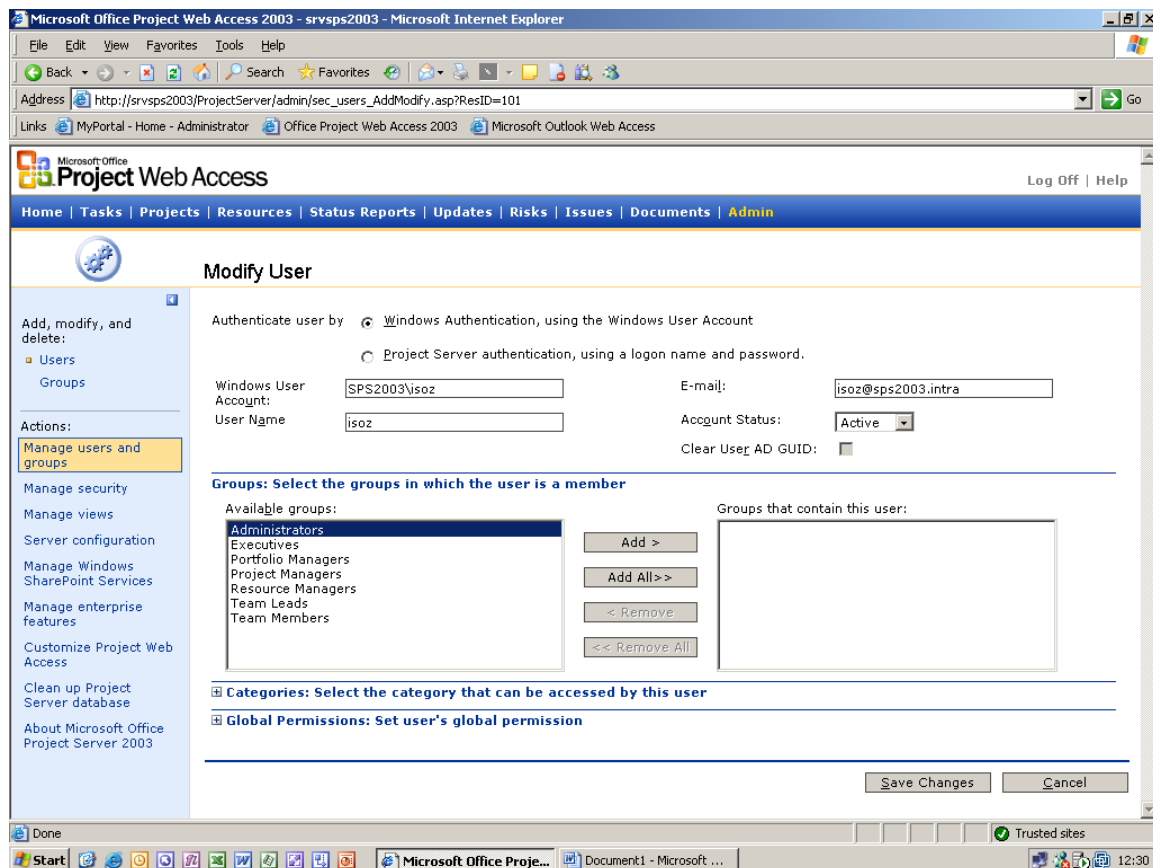 Microsoft Office Project Web Access 2003 - srvsps2003 - Microsoft Internet Explorer
File Edit View Favorites Tools Help
Back Search Favorites
Address http://srvsps2003/ProjectServer/admin/sec_users_AddModify.asp?ResID=101 Go
Links MyPortal - Home - Administrator Office Project Web Access 2003 Microsoft Outlook Web Access
Microsoft Office
Project Web Access
Log Off | Help
Home | Tasks | Projects | Resources | Status Reports | Updates | Risks | Issues | Documents | Admin
Modify User
Add, modify, and
delete:
Users
Groups
Actions:
Manage users and
groups
Manage security
Manage views
Server configuration
Manage Windows
SharePoint Services
Manage enterprise
features
Customize Project Web
Access
Clean up Project
Server database
About Microsoft Office
Project Server 2003
Authenticate user by Windows Authentication, using the Windows User Account
Project Server authentication, using a logon name and password.
Windows User
Account: SPS2003\isoz
E-mail: isoz@sps2003.intra
User Name isoz
Account Status: Active
Clear User AD GUID:
Groups: Select the groups in which the user is a member
Available groups:
Groups that contain this user:
Administrators
Executives
Portfolio Managers
Project Managers
Resource Managers
Team Leads
Team Members
Add >
Add All>>
< Remove
<< Remove All
Categories: Select the category that can be accessed by this user
Global Permissions: Set user's global permission
Save Changes Cancel
Done Trusted sites
Start Microsoft Office Proje... Document1 - Microsoft ... 12:30